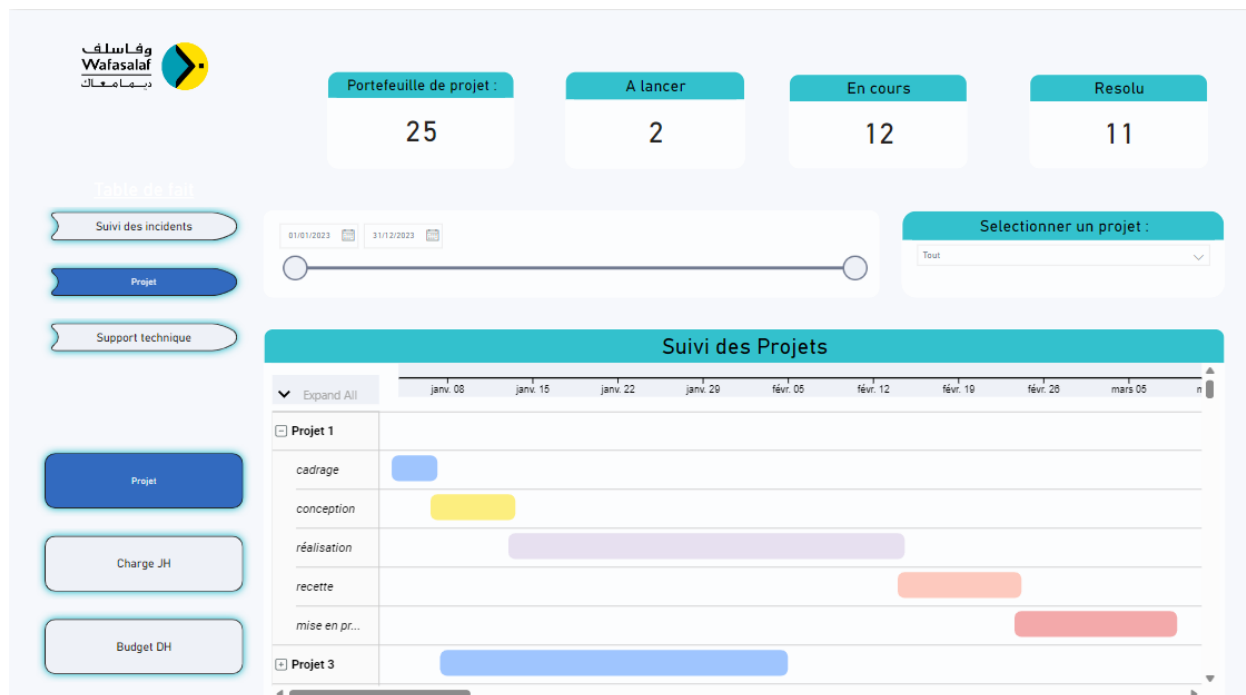 وفاسلف
Wafasalaf
ديمامعاك
Portefeuille de projet :
25
A lancer
2
En cours
12
Resolu
11
Table de fait
Suivi des incidents
Projet
Support technique
01/01/2023
31/12/2023
Selectionner un projet :
Tout
Suivi des Projets
Expand All
janv. 08
janv. 15
janv. 22
janv. 29
févr. 05
févr. 12
févr. 19
févr. 26
mars 05
Projet 1
cadrage
conception
réalisation
recette
mise en pr...
Projet 3
Projet
Charge JH
Budget DH